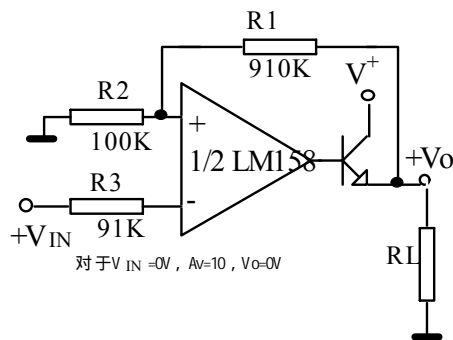 R1
910K
V+
R2
100K
+
1/2 LM158
+Vo
R3
-
+VIN
91K
RL
对于V IN =0V , Av=10 , Vo=0V